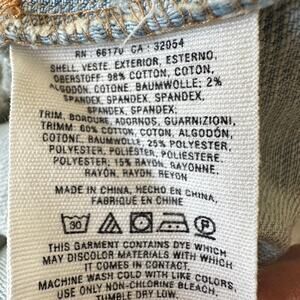 RN : 66170 CA : 32054
SHELL, VESTE, EXTERIOR, ESTERNO,
OBERSTOFF: 98% COTTON, COTON,
ALGODÓN, COTONE, BAUMWOLLE; 2%
SPANDEX, SPANDEX, SPANDEX,
SPANDEX, SPANDEX
TRIM, BORDURE, ADORNOS, GUARNIZIONI,
TRIMM: 60% COTTON, COTON, ALGODÓN,
COTONE, BAUMWOLLE; 25% POLYESTER,
POLYESTER, POLIÉSTER, POLIESTERE,
POLYESTER; 15% RAYON, RAYONNE,
RAYÓN, RAYON, REYON
MADE IN CHINA, HECHO EN CHINA,
FABRIQUÉ EN CHINE
30
THIS GARMENT CONTAINS DYE WHICH
MAY DISCOLOR MATERIALS WITH WHICH
IT COMES INTO CONTACT.
MACHINE WASH COLD WITH LIKE COLORS,
USE ONLY NON-CHLORINE BLEACH,
TUMBLE DRY LOW,